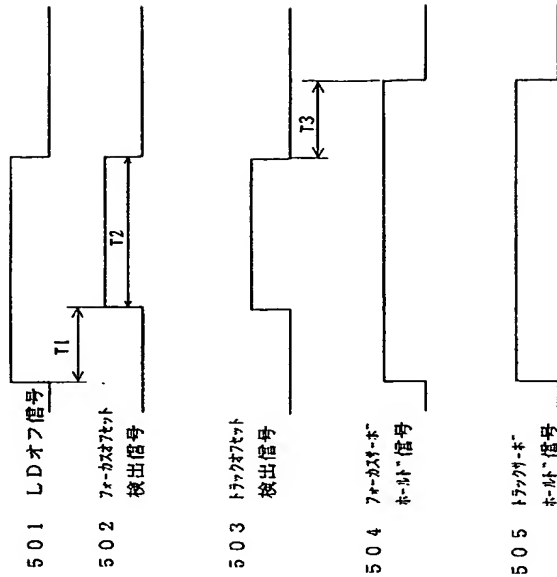 501 LDオフ信号
502 フォーカスオフセット
検出信号
503 トラックオフセット
検出信号
504 フォーカスサーボ
ホールド信号
505 トラックサーボ
ホールド信号
T1
T2
T3